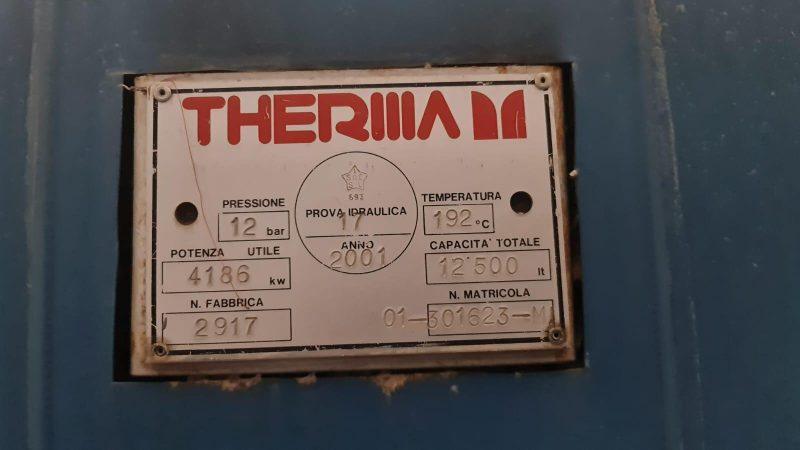 THERMA
PRESSIONE
12 bar
POTENZA UTILE
4186 kw
N. FABBRICA
2917
692
PROVA IDRAULICA
17
ANNO
2001
TEMPERATURA
192 °C
CAPACITA' TOTALE
12'500 lt
N. MATRICOLA
01-301623-M